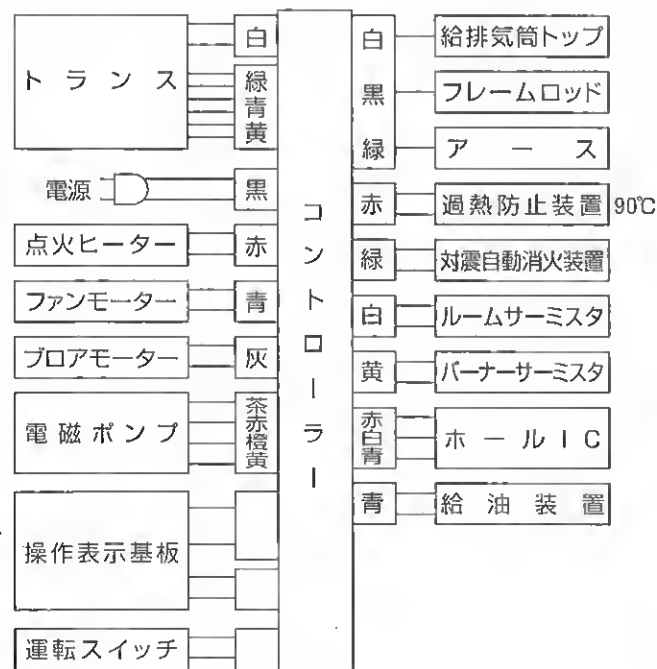 トランス
白
緑
青
黄
電源
黒
点火ヒーター
赤
ファンモーター
青
ブロアモーター
灰
電磁ポンプ
茶
赤
橙
黄
操作表示基板
運転スイッチ
コントローラー
白
給排気筒トップ
黒
フレームロッド
緑
アース
赤
過熱防止装置 90℃
緑
対震自動消火装置
白
ルームサーミスタ
黄
バーナーサーミスタ
赤
白
青
ホールIC
青
給油装置